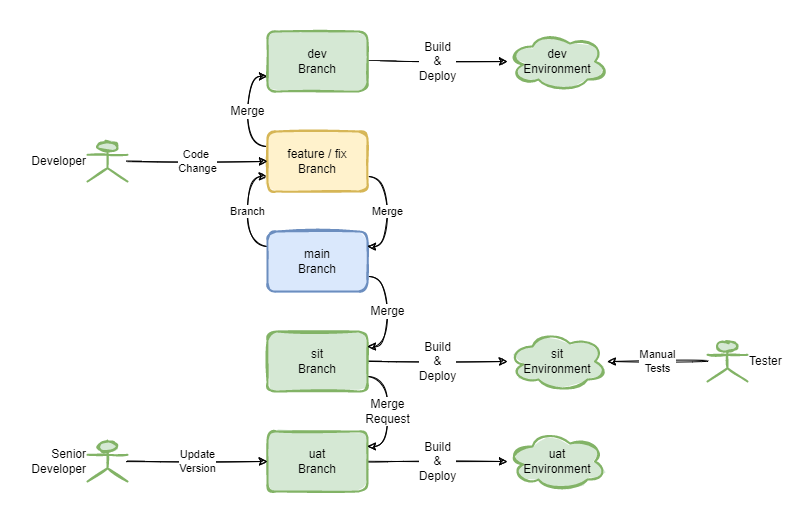 dev
Branch
Build
&
Deploy
dev
Environment
Merge
Developer
Code
Change
feature / fix
Branch
Branch
Merge
main
Branch
Merge
sit
Branch
Build
&
Deploy
sit
Environment
Manual
Tests
Tester
Merge
Request
Senior
Developer
Update
Version
uat
Branch
Build
&
Deploy
uat
Environment